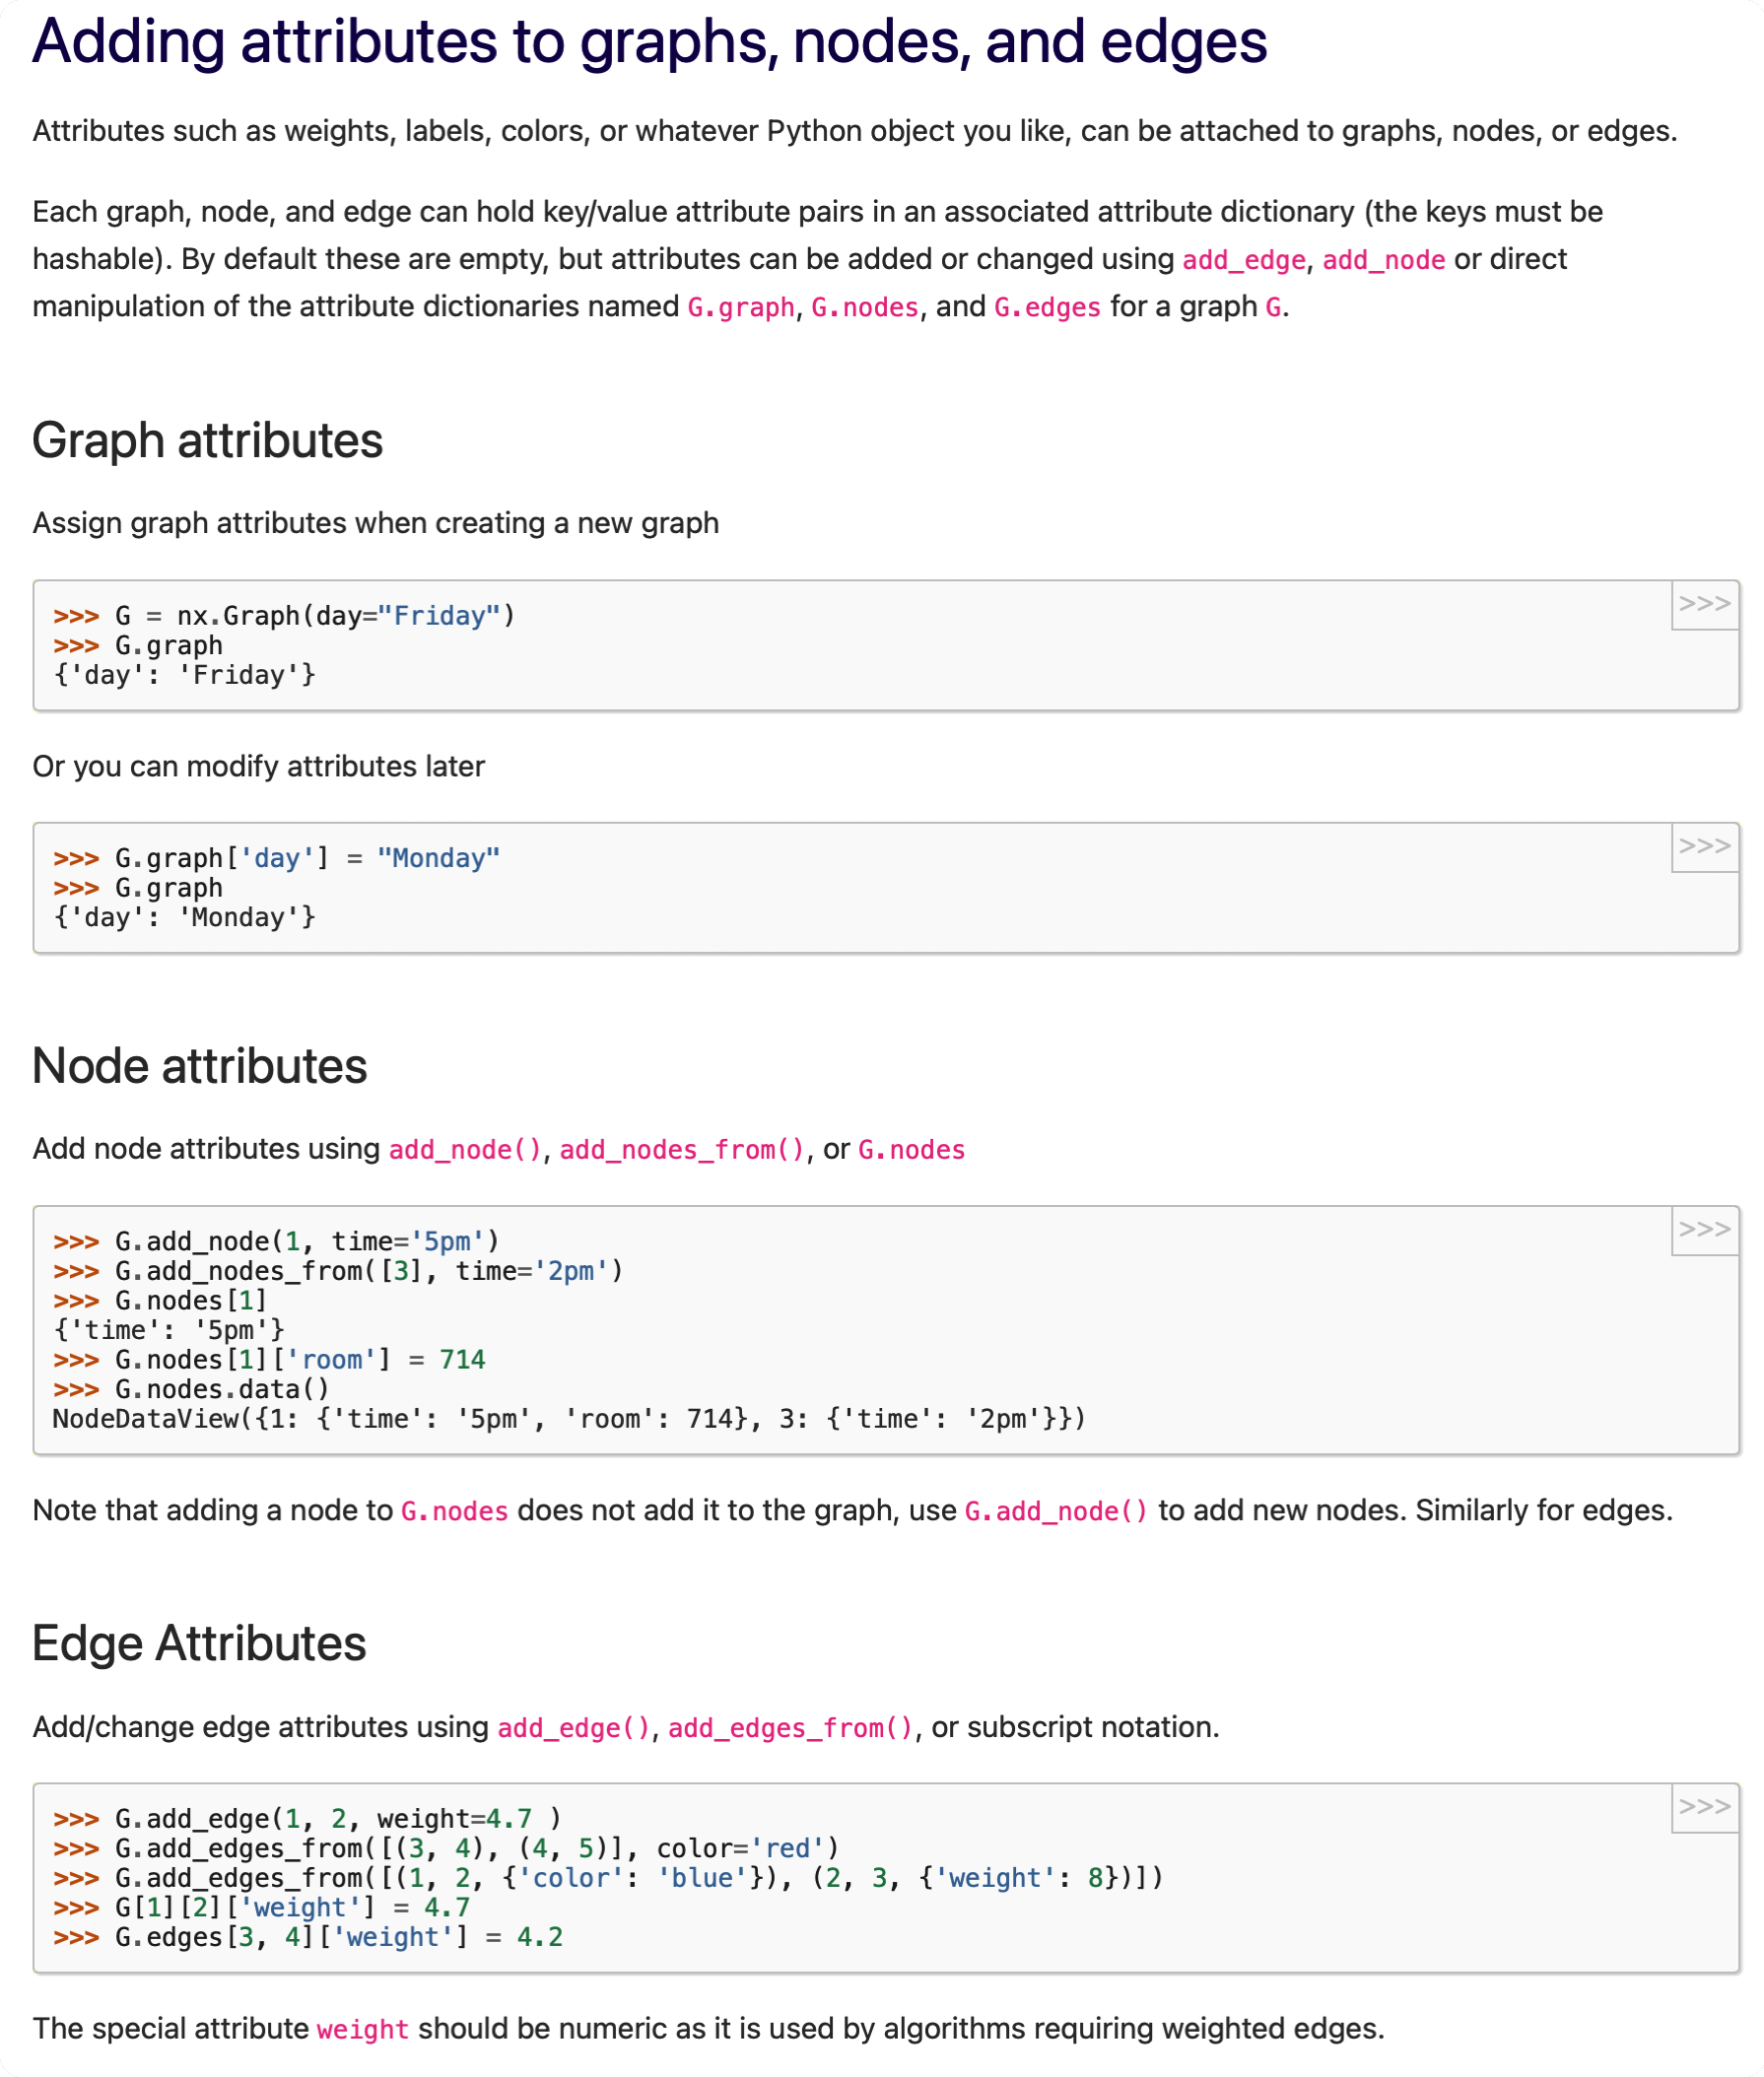 Adding attributes to graphs, nodes, and edges
Attributes such as weights, labels, colors, or whatever Python object you like, can be attached to graphs, nodes, or edges.
Each graph, node, and edge can hold key/value attribute pairs in an associated attribute dictionary (the keys must be
hashable). By default these are empty, but attributes can be added or changed using add_edge, add_node or direct
manipulation of the attribute dictionaries named G.graph, G.nodes, and G.edges for a graph G.
Graph attributes
Assign graph attributes when creating a new graph
>>>
>>> G = nx.Graph(day="Friday")
>>> G.graph
{'day': 'Friday'}
Or you can modify attributes later
>>>
>>> G.graph['day'] = "Monday"
>>> G.graph
{'day': 'Monday'}
Node attributes
Add node attributes using add_node(), add_nodes_from(), or G.nodes
>>>
>>> G.add_node(1, time='5pm')
>>> G.add_nodes_from([3], time='2pm')
>>> G.nodes[1]
{'time': '5pm'}
>>> G.nodes[1]['room'] = 714
>>> G.nodes.data()
NodeDataView({1: {'time': '5pm', 'room': 714}, 3: {'time': '2pm'}})
Note that adding a node to G.nodes does not add it to the graph, use G.add_node() to add new nodes. Similarly for edges.
Edge Attributes
Add/change edge attributes using add_edge(), add_edges_from(), or subscript notation.
>>>
>>> G.add_edge(1, 2, weight=4.7 )
>>> G.add_edges_from([(3, 4), (4, 5)], color='red')
>>> G.add_edges_from([(1, 2, {'color': 'blue'}), (2, 3, {'weight': 8})])
>>> G[1][2]['weight'] = 4.7
>>> G.edges[3, 4]['weight'] = 4.2
The special attribute weight should be numeric as it is used by algorithms requiring weighted edges.